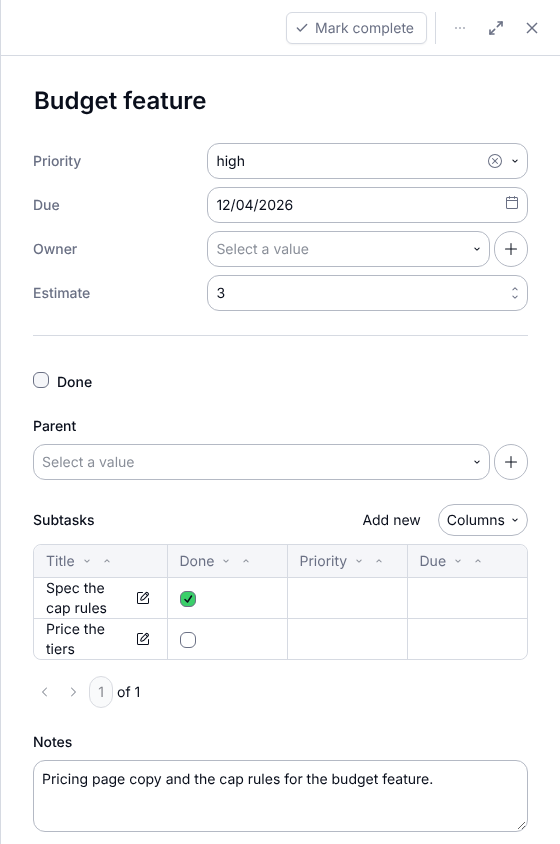 Mark complete
Budget feature
Priority
high
Due
12/04/2026
Owner
Select a value
Estimate
3
Done
Parent
Select a value
Subtasks
Add new
Columns
Title
Done
Priority
Due
Spec the
cap rules
Price the
tiers
1 of 1
Notes
Pricing page copy and the cap rules for the budget feature.